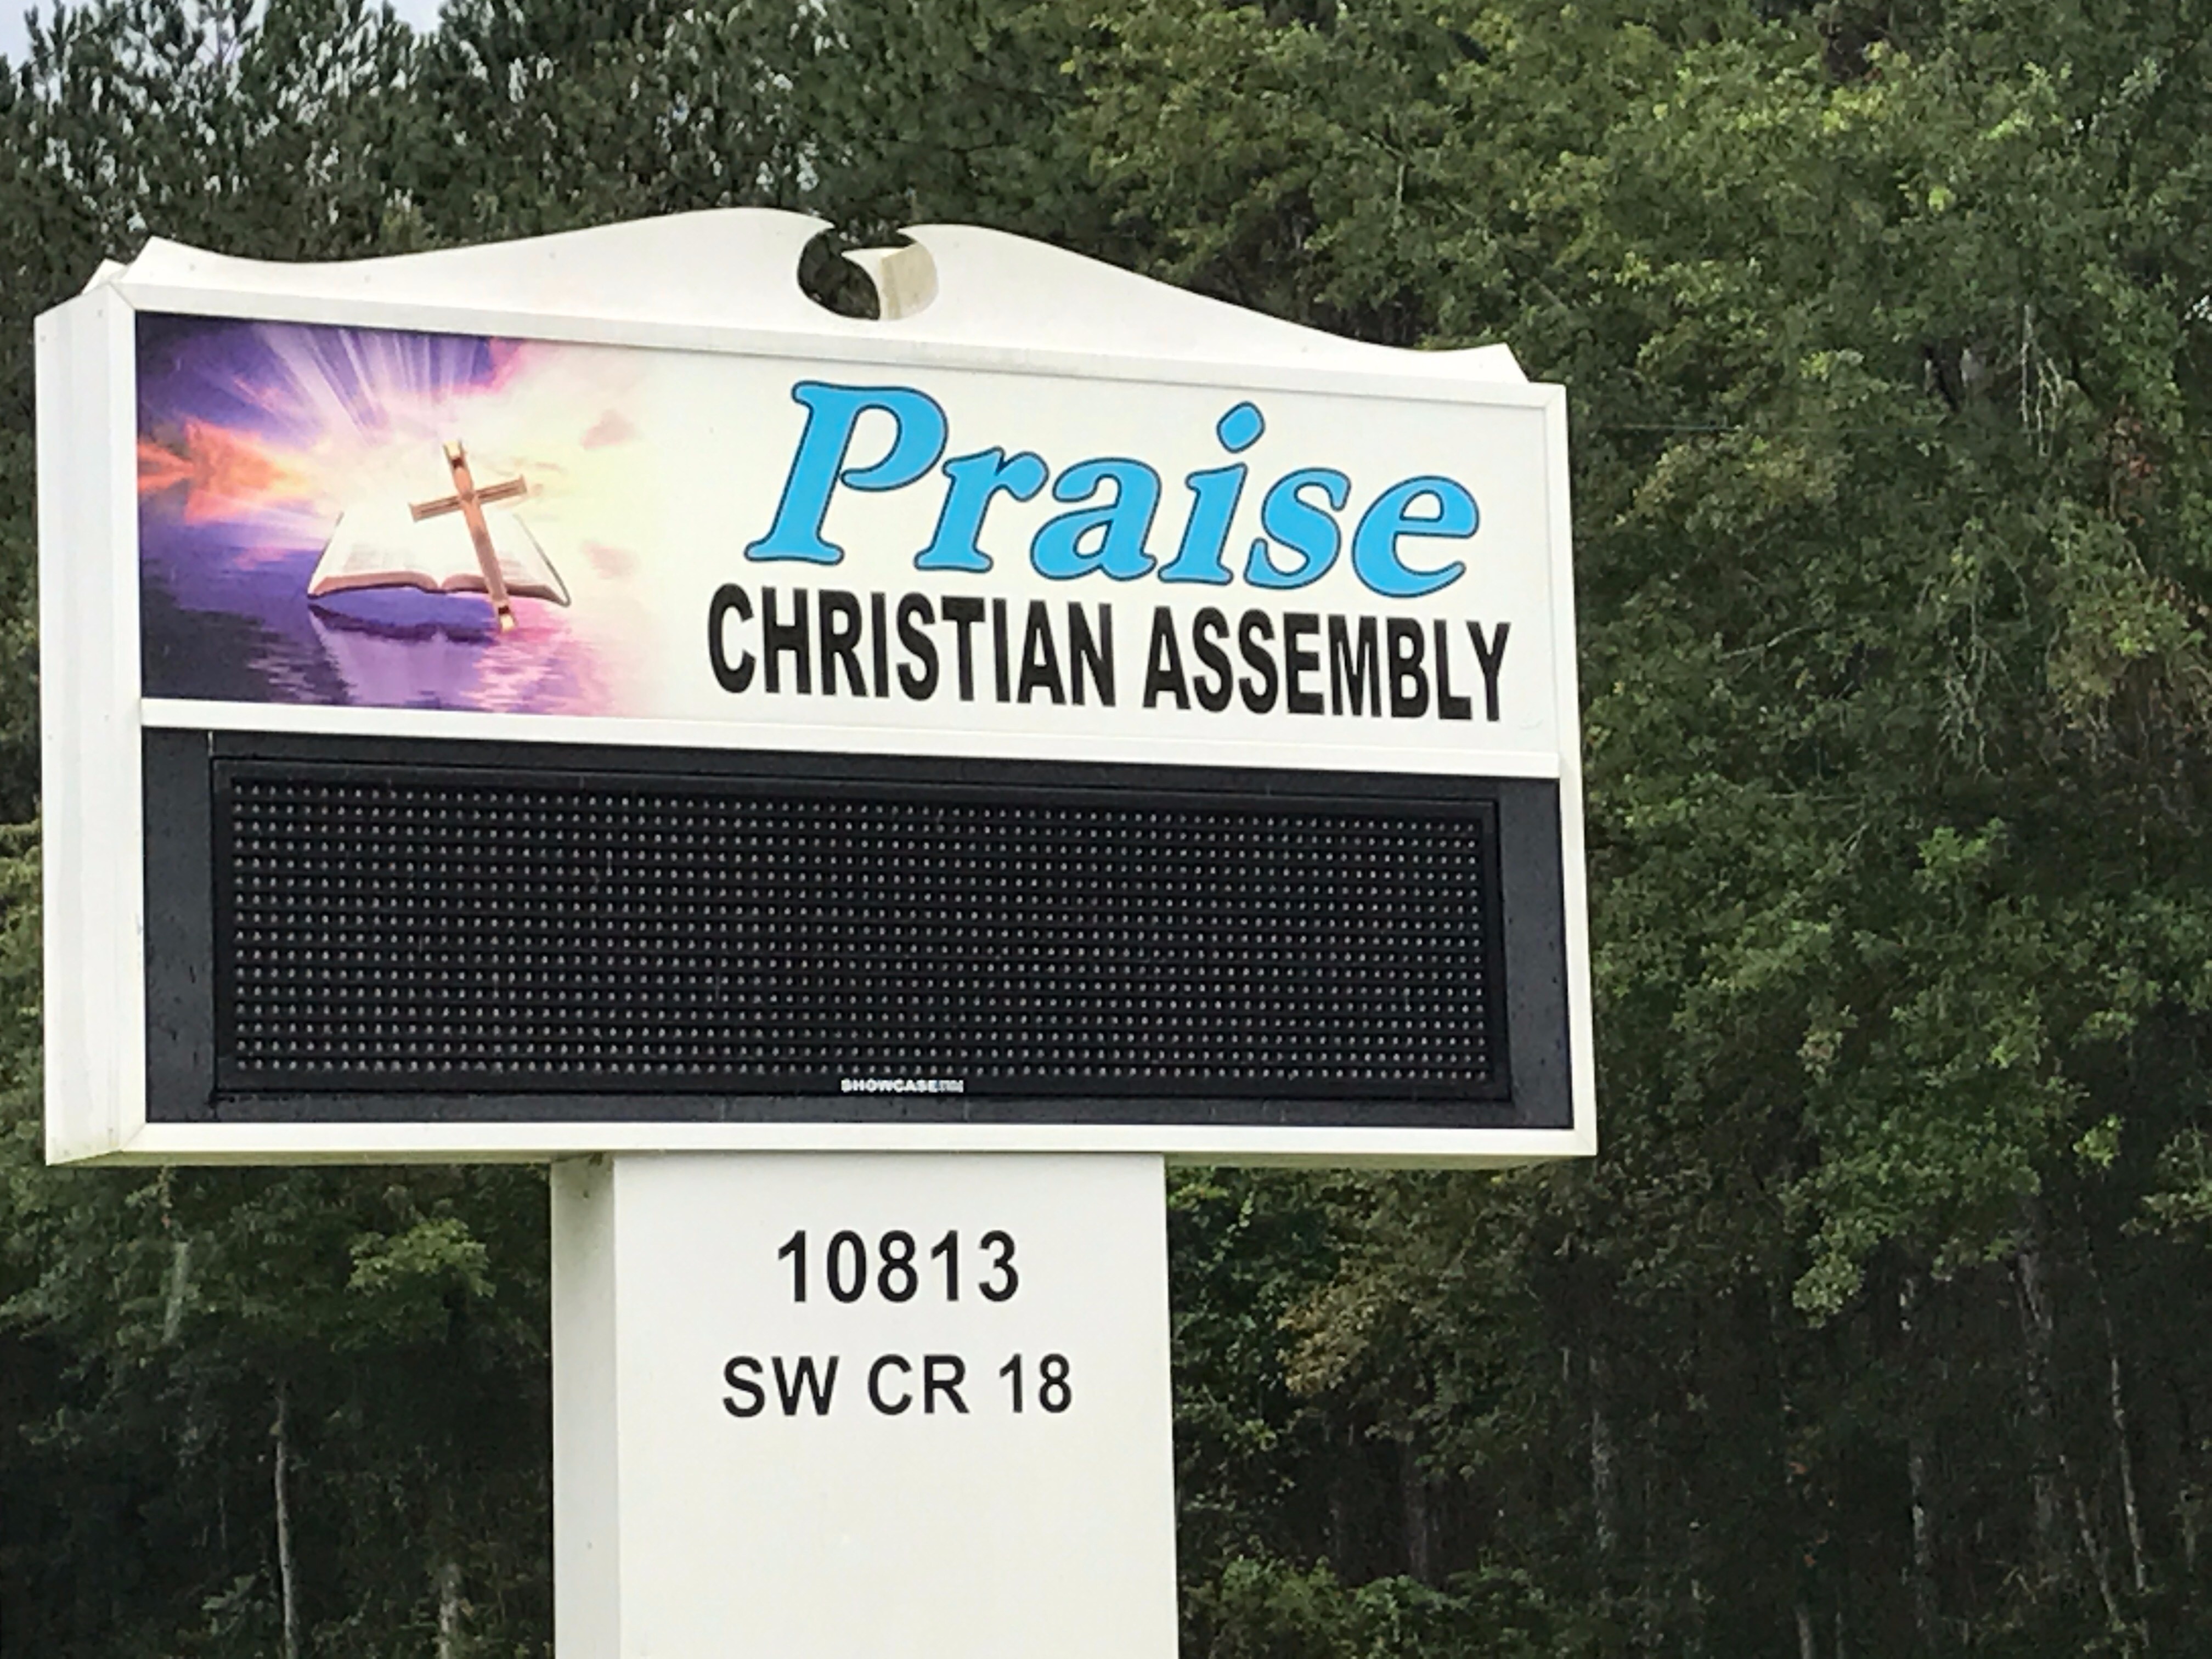 Praise
CHRISTIAN ASSEMBLY
SHOWCASE
10813
SW CR 18